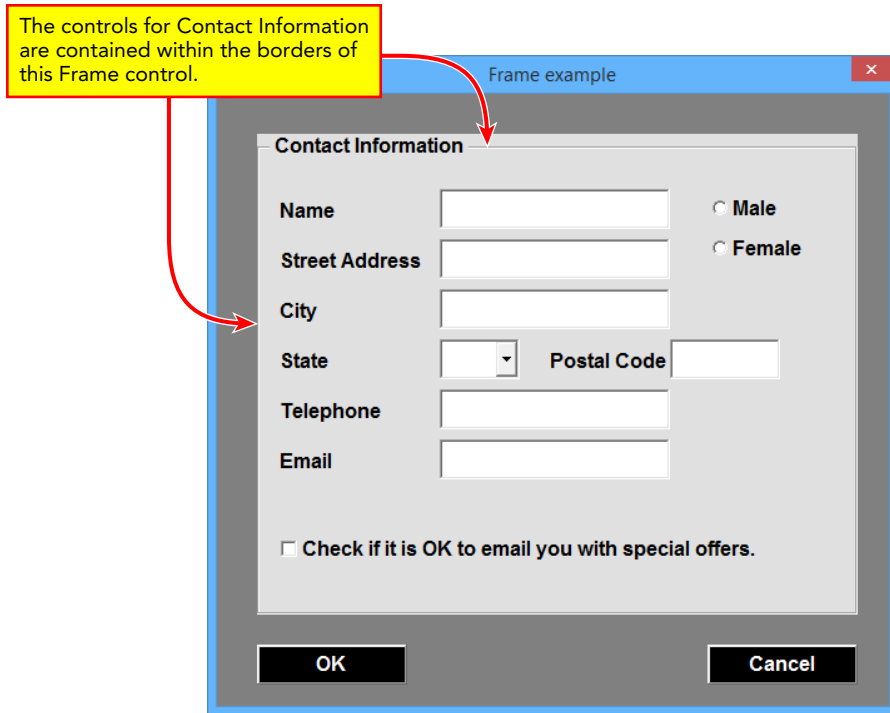 The controls for Contact Information
are contained within the borders of
this Frame control.
Frame example
Contact Information
Name
Male
Street Address
Female
City
State
Postal Code
Telephone
Email
Check if it is OK to email you with special offers.
OK
Cancel